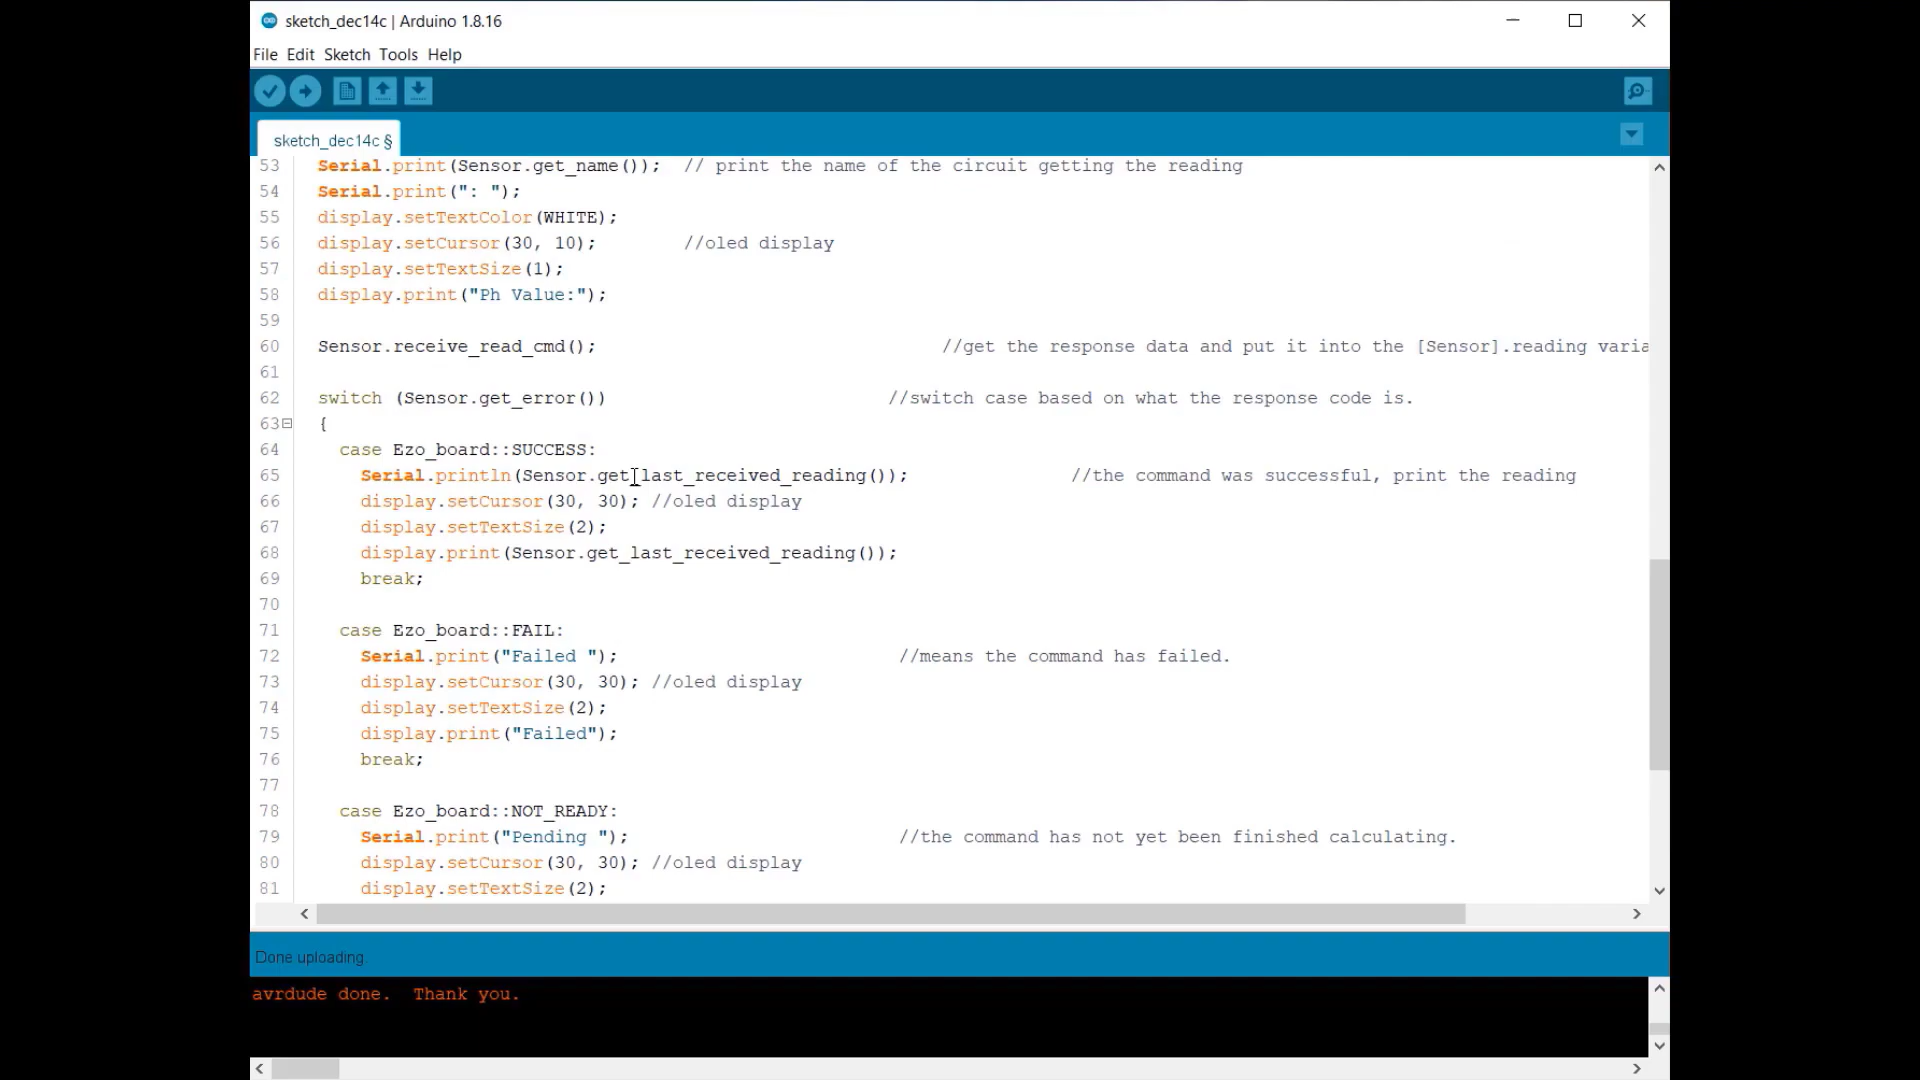 sketch_dec14c | Arduino 1.8.16
File Edit Sketch Tools Help
sketch_dec14c §
53 Serial.print(Sensor.get_name()); // print the name of the circuit getting the reading
54 Serial.print(": ");
55 display.setTextColor(WHITE);
56 display.setCursor(30, 10); //oled display
57 display.setTextSize(1);
58 display.print("Ph Value:");
59
60 Sensor.receive_read_cmd(); //get the response data and put it into the [Sensor].reading varia
61
62 switch (Sensor.get_error()) //switch case based on what the response code is.
63 {
64 case Ezo_board::SUCCESS:
65 Serial.println(Sensor.get_last_received_reading()); //the command was successful, print the reading
66 display.setCursor(30, 30); //oled display
67 display.setTextSize(2);
68 display.print(Sensor.get_last_received_reading());
69 break;
70
71 case Ezo_board::FAIL:
72 Serial.print("Failed "); //means the command has failed.
73 display.setCursor(30, 30); //oled display
74 display.setTextSize(2);
75 display.print("Failed");
76 break;
77
78 case Ezo_board::NOT_READY:
79 Serial.print("Pending "); //the command has not yet been finished calculating.
80 display.setCursor(30, 30); //oled display
81 display.setTextSize(2);
Done uploading.
avrdude done.  Thank you.